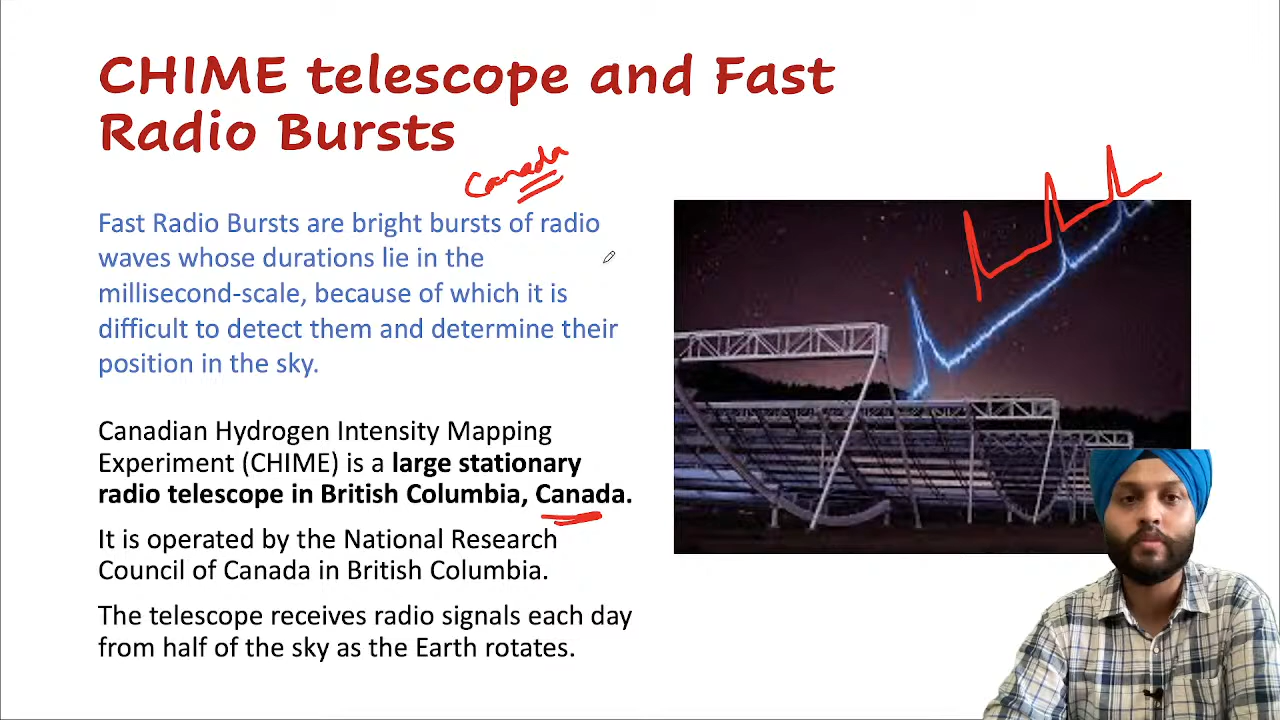 CHIME telescope and Fast
Radio Bursts
Canada
Fast Radio Bursts are bright bursts of radio
waves whose durations lie in the
millisecond-scale, because of which it is
difficult to detect them and determine their
position in the sky.
Canadian Hydrogen Intensity Mapping
Experiment (CHIME) is a large stationary
radio telescope in British Columbia, Canada.
It is operated by the National Research
Council of Canada in British Columbia.
The telescope receives radio signals each day
from half of the sky as the Earth rotates.